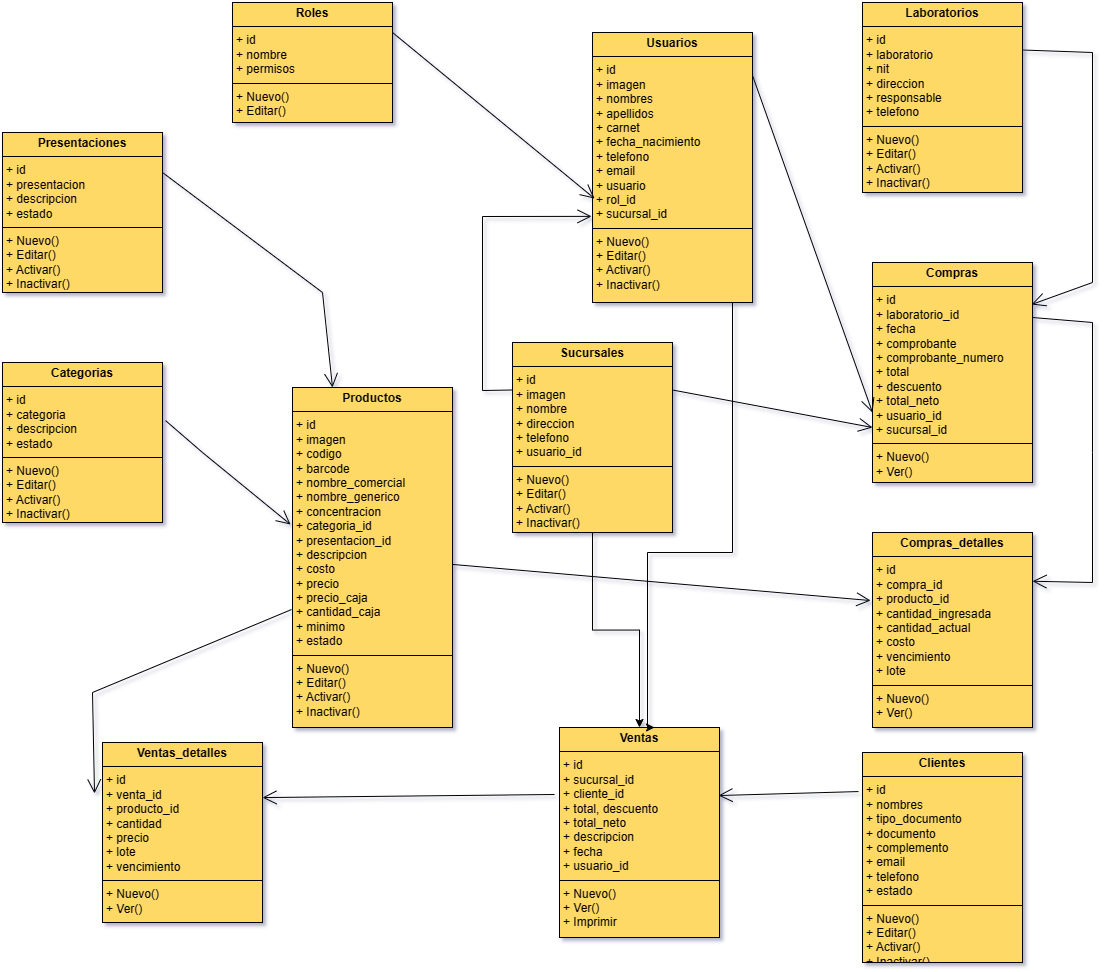 Roles
+ id
+ nombre
+ permisos
+ Nuevo()
+ Editar()
Usuarios
+ id
+ imagen
+ nombres
+ apellidos
+ carnet
+ fecha_nacimiento
+ telefono
+ email
+ usuario
+ rol_id
+ sucursal_id
+ Nuevo()
+ Editar()
+ Activar()
+ Inactivar()
Laboratorios
+ id
+ laboratorio
+ nit
+ direccion
+ responsable
+ telefono
+ Nuevo()
+ Editar()
+ Activar()
+ Inactivar()
Presentaciones
+ id
+ presentacion
+ descripcion
+ estado
+ Nuevo()
+ Editar()
+ Activar()
+ Inactivar()
Compras
+ id
+ laboratorio_id
+ fecha
+ comprobante
+ comprobante_numero
+ total
+ descuento
+ total_neto
+ usuario_id
+ sucursal_id
+ Nuevo()
+ Ver()
Sucursales
+ id
+ imagen
+ nombre
+ direccion
+ telefono
+ usuario_id
+ Nuevo()
+ Editar()
+ Activar()
+ Inactivar()
Categorias
+ id
+ categoria
+ descripcion
+ estado
+ Nuevo()
+ Editar()
+ Activar()
+ Inactivar()
Productos
+ id
+ imagen
+ codigo
+ barcode
+ nombre_comercial
+ nombre_generico
+ concentracion
+ categoria_id
+ presentacion_id
+ descripcion
+ costo
+ precio
+ precio_caja
+ cantidad_caja
+ minimo
+ estado
+ Nuevo()
+ Editar()
+ Activar()
+ Inactivar()
Compras_detalles
+ id
+ compra_id
+ producto_id
+ cantidad_ingresada
+ cantidad_actual
+ costo
+ vencimiento
+ lote
+ Nuevo()
+ Ver()
Ventas_detalles
+ id
+ venta_id
+ producto_id
+ cantidad
+ precio
+ lote
+ vencimiento
+ Nuevo()
+ Ver()
Ventas
+ id
+ sucursal_id
+ cliente_id
+ total, descuento
+ total_neto
+ descripcion
+ fecha
+ usuario_id
+ Nuevo()
+ Ver()
+ Imprimir
Clientes
+ id
+ nombres
+ tipo_documento
+ documento
+ complemento
+ email
+ telefono
+ estado
+ Nuevo()
+ Editar()
+ Activar()
+ Inactivar()